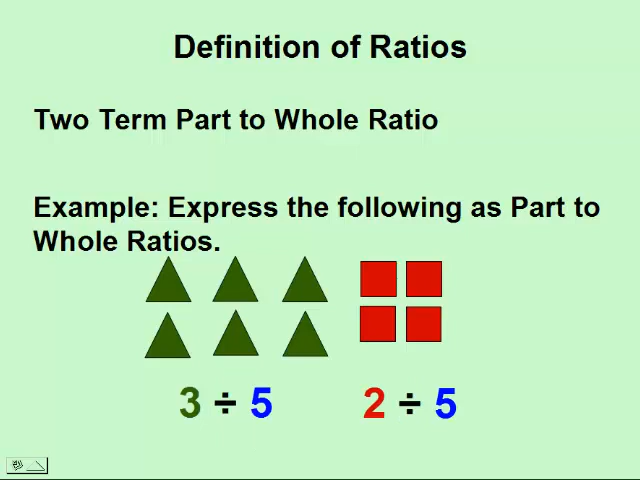 Definition of Ratios
Two Term Part to Whole Ratio
Example: Express the following as Part to
Whole Ratios.
3 ÷ 5 2 ÷ 5